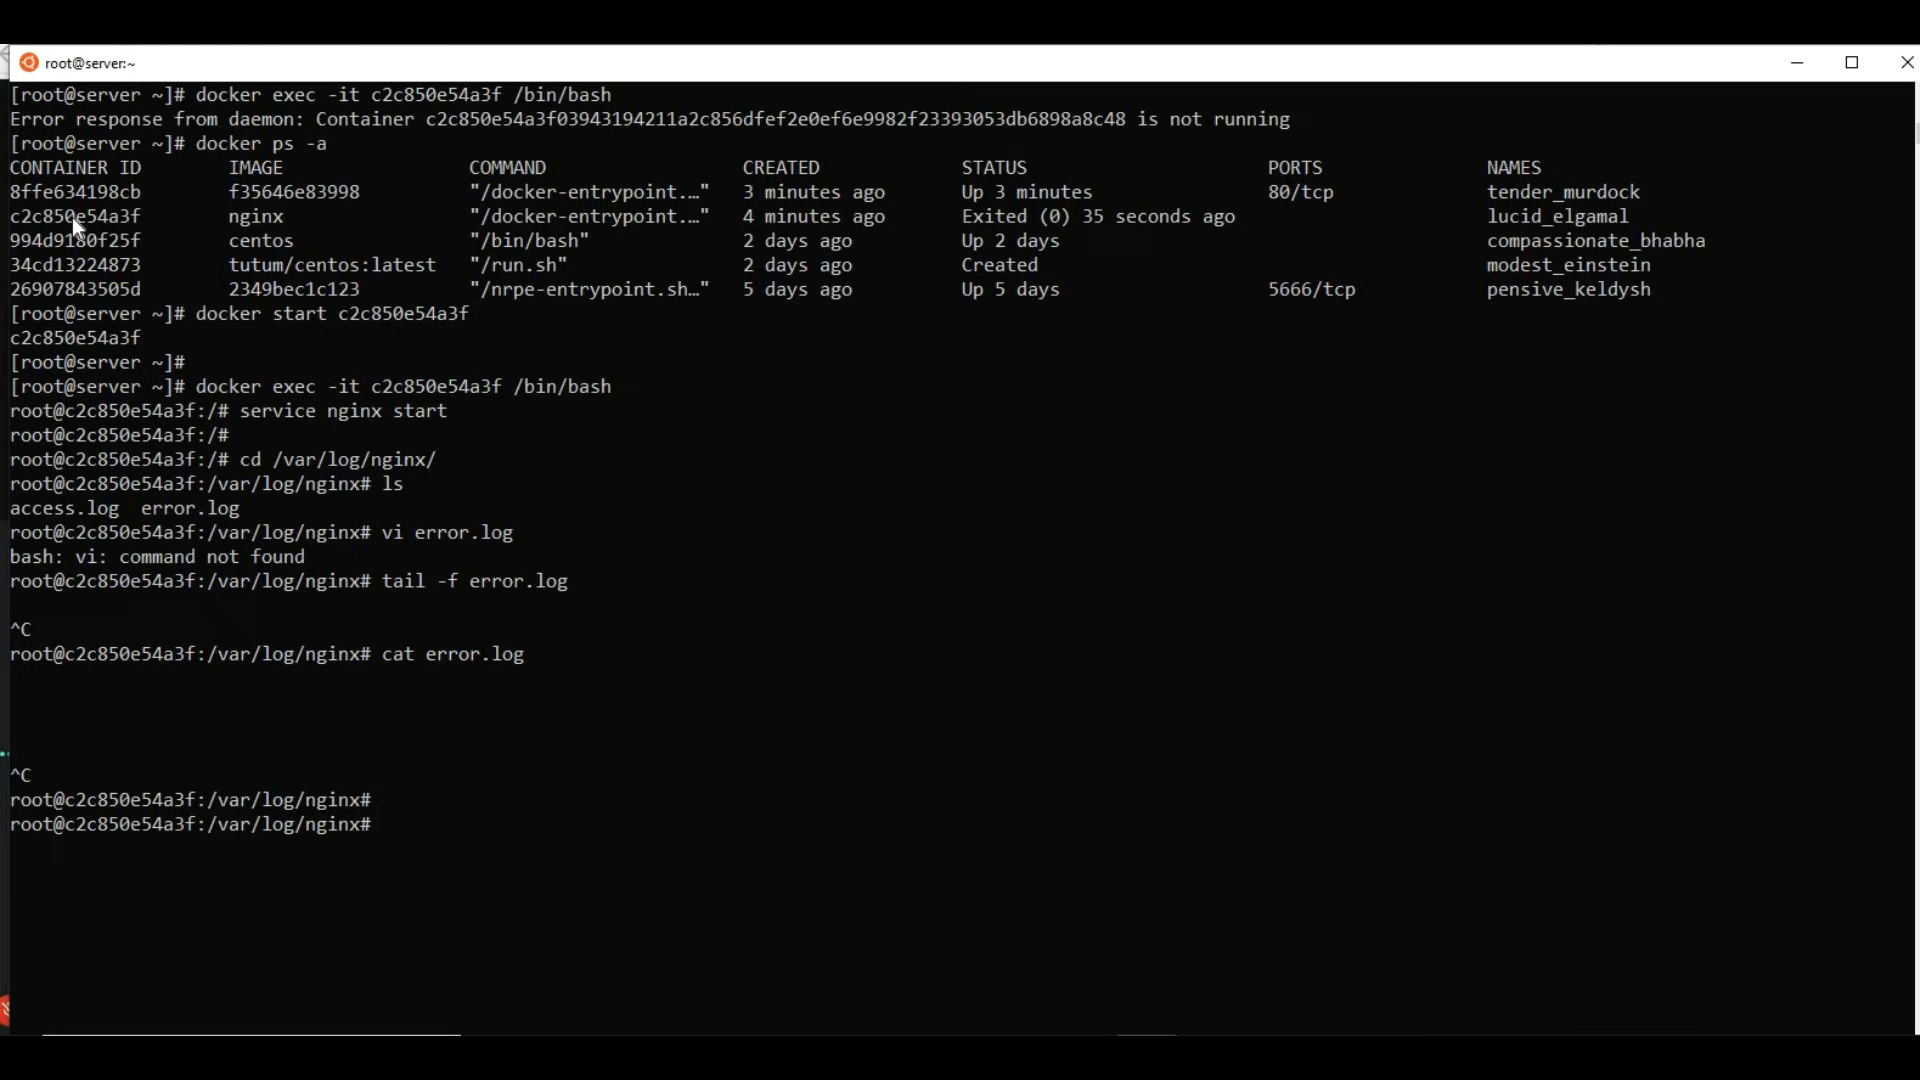 root@server:~
[root@server ~]# docker exec -it c2c850e54a3f /bin/bash
Error response from daemon: Container c2c850e54a3f03943194211a2c856dfef2e0ef6e9982f23393053db6898a8c48 is not running
[root@server ~]# docker ps -a
CONTAINER ID IMAGE COMMAND CREATED STATUS PORTS NAMES
8ffe634198cb f35646e83998 "/docker-entrypoint.…" 3 minutes ago Up 3 minutes 80/tcp tender_murdock
c2c850e54a3f nginx "/docker-entrypoint.…" 4 minutes ago Exited (0) 35 seconds ago lucid_elgamal
994d9180f25f centos "/bin/bash" 2 days ago Up 2 days compassionate_bhabha
34cd13224873 tutum/centos:latest "/run.sh" 2 days ago Created modest_einstein
26907843505d 2349bec1c123 "/nrpe-entrypoint.sh…" 5 days ago Up 5 days 5666/tcp pensive_keldysh
[root@server ~]# docker start c2c850e54a3f
c2c850e54a3f
[root@server ~]#
[root@server ~]# docker exec -it c2c850e54a3f /bin/bash
root@c2c850e54a3f:/# service nginx start
root@c2c850e54a3f:/#
root@c2c850e54a3f:/# cd /var/log/nginx/
root@c2c850e54a3f:/var/log/nginx# ls
access.log error.log
root@c2c850e54a3f:/var/log/nginx# vi error.log
bash: vi: command not found
root@c2c850e54a3f:/var/log/nginx# tail -f error.log
^C
root@c2c850e54a3f:/var/log/nginx# cat error.log
^C
root@c2c850e54a3f:/var/log/nginx#
root@c2c850e54a3f:/var/log/nginx#